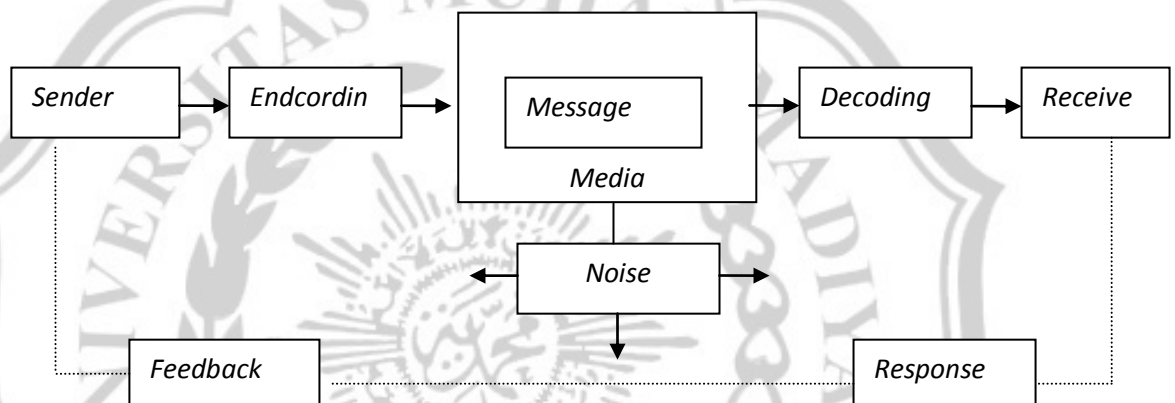 Sender
Endcordin
Message
Media
Decoding
Receive
Noise
Feedback
Response